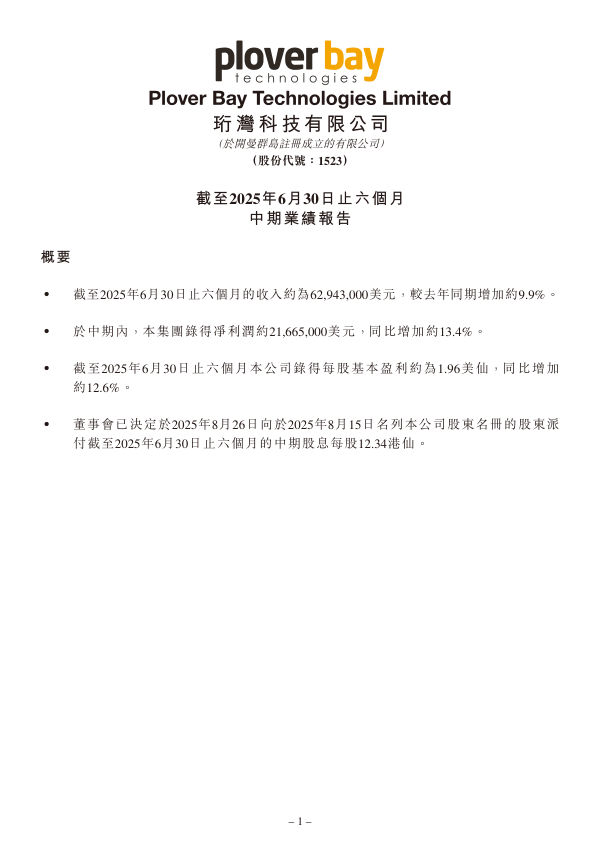 plover bay
technologies
Plover Bay Technologies Limited
珩灣科技有限公司
（於開曼群島註冊成立的有限公司）
（股份代號：1523）
截至2025年6月30日止六個月
中期業績報告
概要
• 截至2025年6月30日止六個月的收入約為62,943,000美元，較去年同期增加約9.9%。
• 於中期內，本集團錄得凈利潤約21,665,000美元，同比增加約13.4%。
• 截至2025年6月30日止六個月本公司錄得每股基本盈利約為1.96美仙，同比增加
約12.6%。
• 董事會已決定於2025年8月26日向於2025年8月15日名列本公司股東名冊的股東派
付截至2025年6月30日止六個月的中期股息每股12.34港仙。
– 1 –